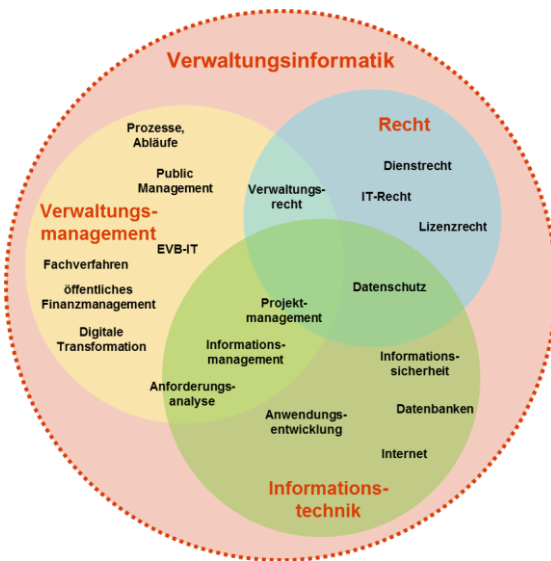 Verwaltungsinformatik
Prozesse,
Abläufe
Public
Management
Verwaltungs-
management
EVB-IT
Fachverfahren
öffentliches
Finanzmanagement
Digitale
Transformation
Recht
Dienstrecht
IT-Recht
Lizenzrecht
Verwaltungs-
recht
Datenschutz
Projekt-
management
Informations-
management
Anforderungs-
analyse
Anwendungs-
entwicklung
Informations-
sicherheit
Datenbanken
Internet
Informations-
technik